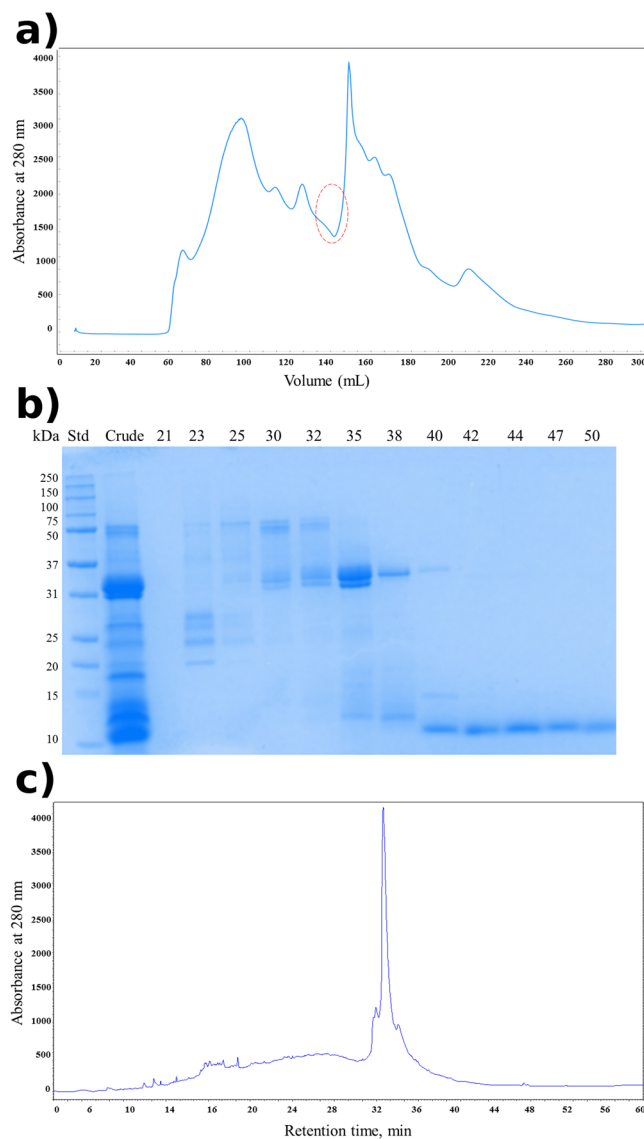 a)
4000
3500
3000
2500
2000
1500
1000
500
0
Absorbance at 280 nm
0 20 40 60 80 100 120 140 160 180 200 220 240 260 280 300
Volume (mL)
b)
kDa Std Crude 21 23 25 30 32 35 38 40 42 44 47 50
250
150
100
75
50
37
31
25
20
15
10
c)
4000
3500
3000
2500
2000
1500
1000
500
0
Absorbance at 280 nm
0 6 10 14 16 20 24 26 32 36 40 44 48 52 56 60
Retention time, min